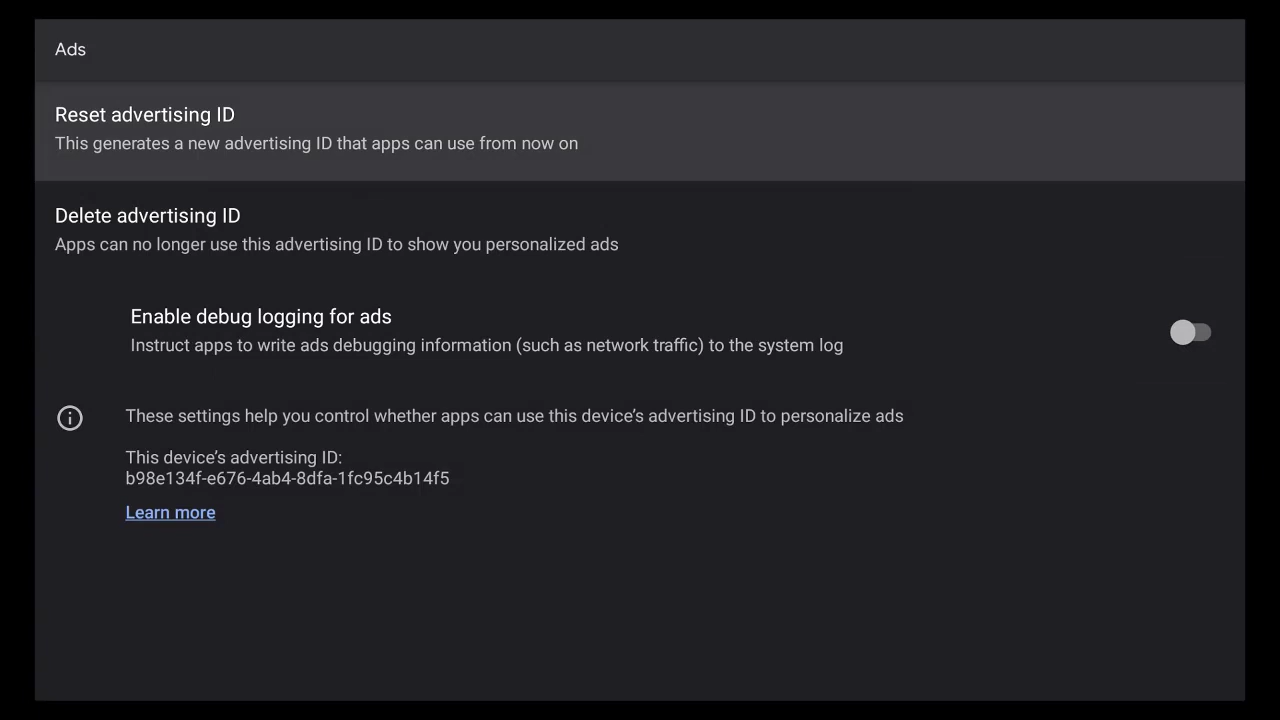 Ads
Reset advertising ID
This generates a new advertising ID that apps can use from now on
Delete advertising ID
Apps can no longer use this advertising ID to show you personalized ads
Enable debug logging for ads
Instruct apps to write ads debugging information (such as network traffic) to the system log
These settings help you control whether apps can use this device’s advertising ID to personalize ads
This device’s advertising ID:
b98e134f-e676-4ab4-8dfa-1fc95c4b14f5
Learn more